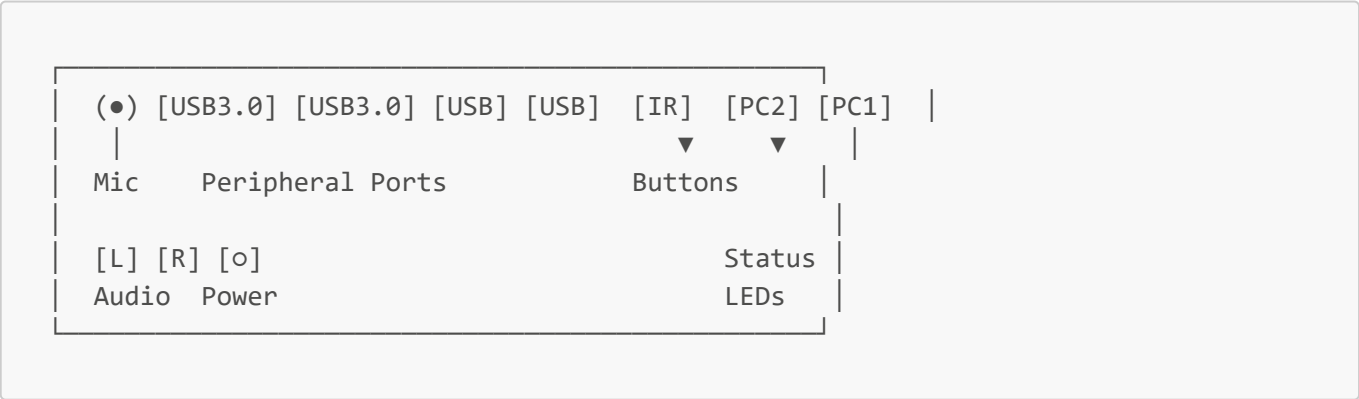 (●) [USB3.0] [USB3.0] [USB] [USB] [IR] [PC2] [PC1]
▼ ▼
Mic Peripheral Ports Buttons
[L] [R] [○] Status
Audio Power LEDs